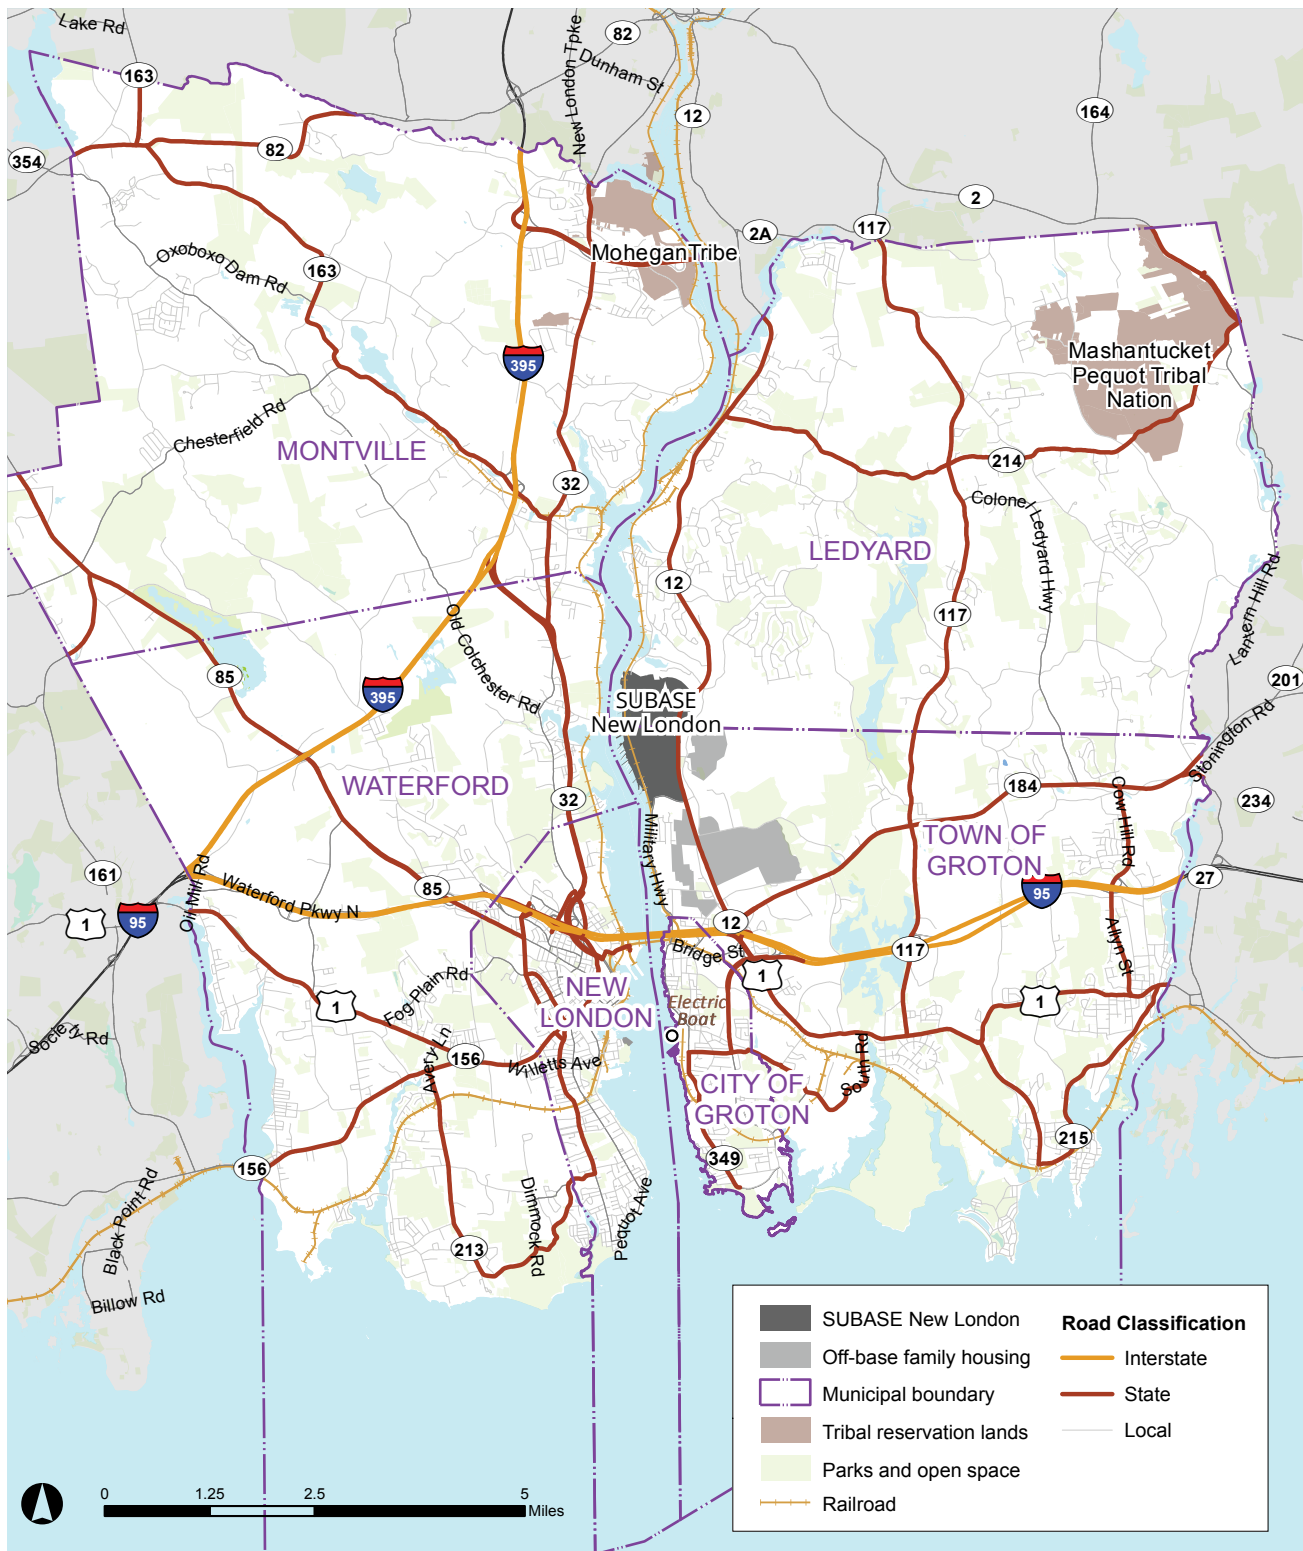 Lake Rd
82
New London Tpke
Dunham St
163
12
164
354
82
2
2A
117
Mohegan Tribe
Oxoboxo Dam Rd
163
395
Mashantucket
Pequot Tribal
Nation
Chesterfield Rd
MONTVILLE
32
214
Colonel Ledyard Hwy
LEDYARD
12
117
Lantern Hill Rd
Old Colchester Rd
85
395
201
SUBASE
New London
Stonington Rd
WATERFORD
32
184
Cow Hill Rd
234
Military Hwy
TOWN OF
GROTON
161
Oil Mill Rd
Waterford Pkwy N
85
27
95
1
95
12
Allyn St
117
Bridge St
1
Fog Plain Rd
NEW
LONDON
Electric
Boat
1
1
Society Rd
Avery Ln
156
Willetts Ave
South Rd
CITY OF
GROTON
215
156
349
Black Point Rd
Dimmock Rd
Pequot Ave
213
Billow Rd
SUBASE New London
Off-base family housing
Municipal boundary
Tribal reservation lands
Parks and open space
Railroad
Road Classification
Interstate
State
Local
0 1.25 2.5 5
Miles